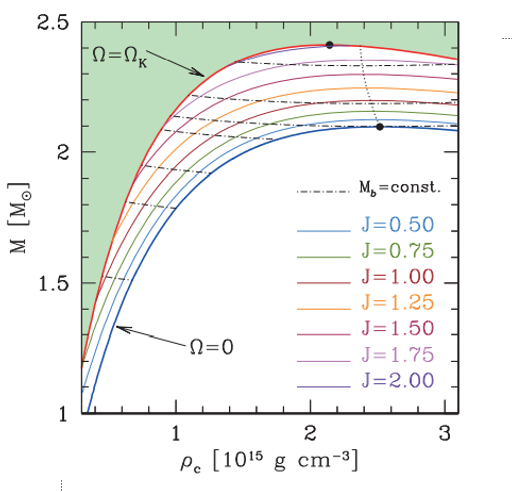 2.5
Ω=Ω_K
2
M_b=const.
J=0.50
J=0.75
J=1.00
1.5
J=1.25
J=1.50
Ω=0
J=1.75
J=2.00
1
1 2 3
M [M_⊙]
ρ_c [10^15 g cm^−3]